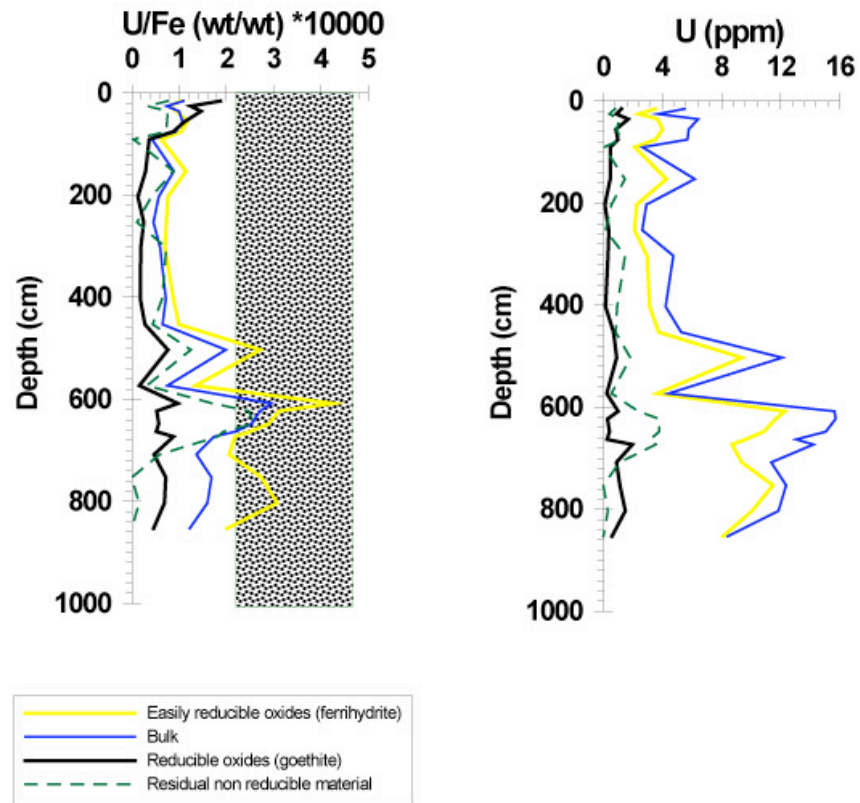 U/Fe (wt/wt) *10000
0 1 2 3 4 5
0
200
400
600
800
1000
Depth (cm)
U (ppm)
0 4 8 12 16
0
200
400
600
800
1000
Depth (cm)
Easily reducible oxides (ferrihydrite)
Bulk
Reducible oxides (goethite)
Residual non reducible material